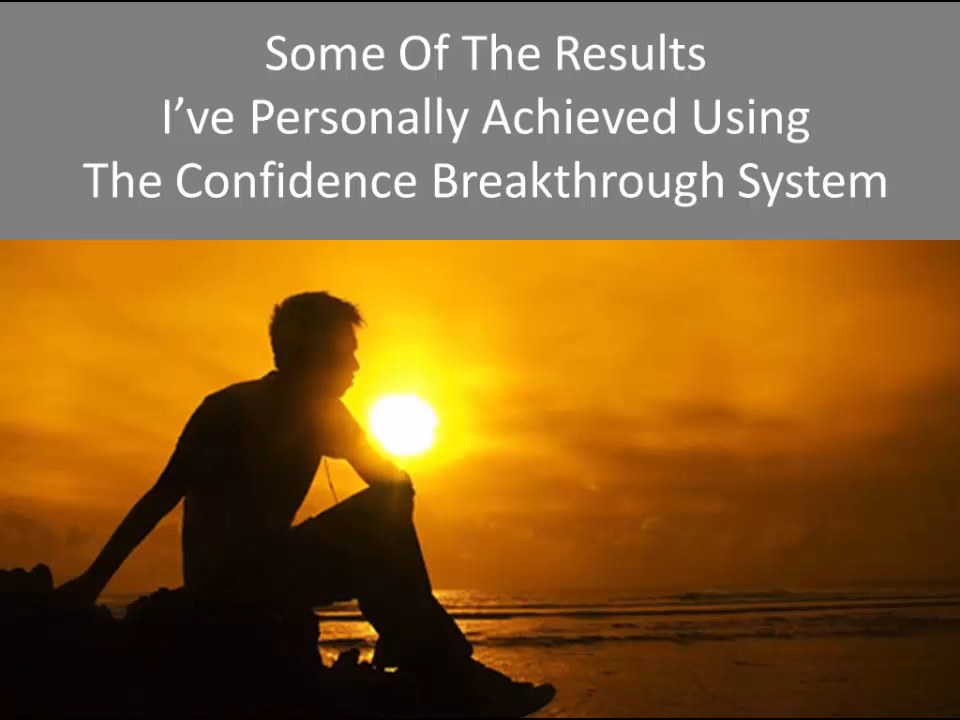 Some Of The Results
I’ve Personally Achieved Using
The Confidence Breakthrough System